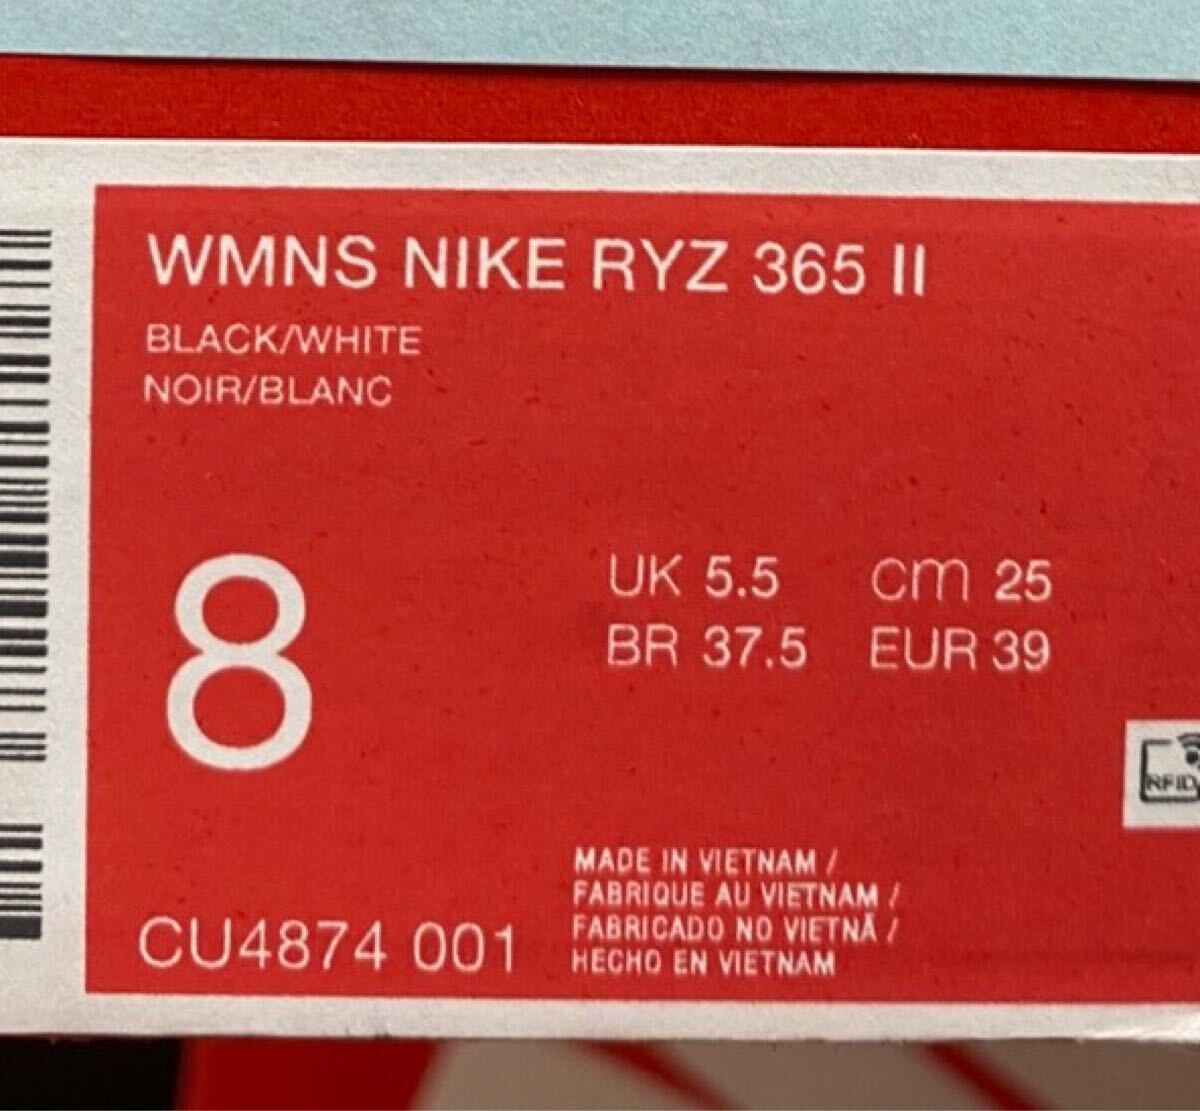 WMNS NIKE RYZ 365 II
BLACK/WHITE
NOIR/BLANC
8
UK 5.5 cm 25
BR 37.5 EUR 39
RFID
MADE IN VIETNAM /
FABRIQUE AU VIETNAM /
FABRICADO NO VIETNÃ /
HECHO EN VIETNAM
CU4874 001